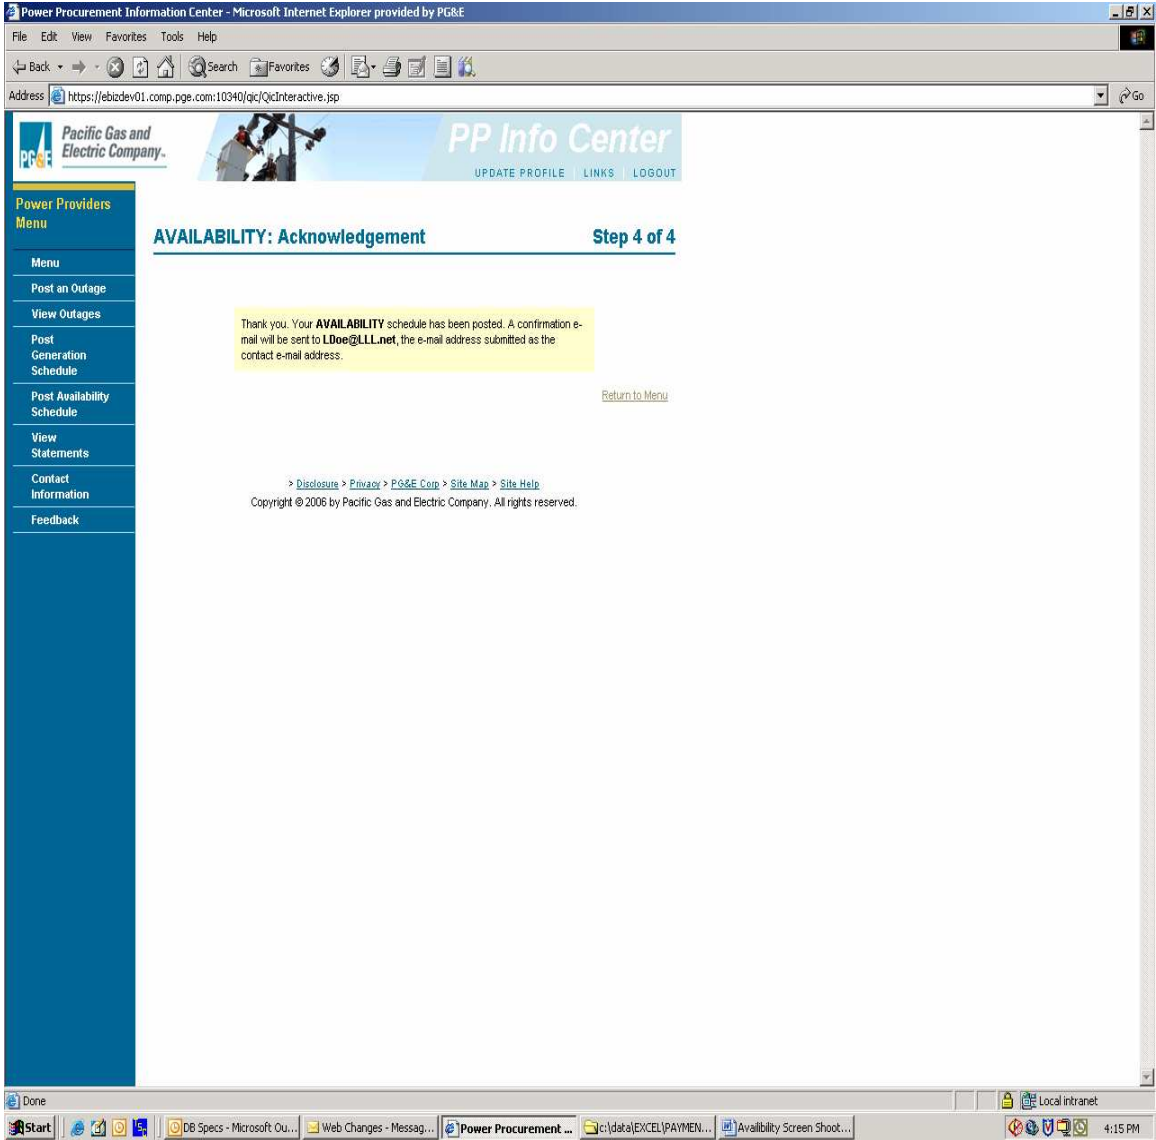 Power Procurement Information Center - Microsoft Internet Explorer provided by PG&E
File Edit View Favorites Tools Help
Back Search Favorites
Address https://ebizdev01.comp.pge.com:10340/qic/QicInteractive.jsp Go
Pacific Gas and
Electric Company
PG&E
PP Info Center
UPDATE PROFILE LINKS LOGOUT
Power Providers
Menu
AVAILABILITY: Acknowledgement Step 4 of 4
Menu
Post an Outage
View Outages
Post
Generation
Schedule
Post Availability
Schedule
View
Statements
Contact
Information
Feedback
Thank you. Your AVAILABILITY schedule has been posted. A confirmation e-
mail will be sent to LDoe@LLL.net, the e-mail address submitted as the
contact e-mail address.
Return to Menu
> Disclosure > Privacy > PG&E Corp > Site Map > Site Help
Copyright © 2006 by Pacific Gas and Electric Company. All rights reserved.
Done Local intranet
Start DB Specs - Microsoft Ou... Web Changes - Messag... Power Procurement ... c:\data\EXCEL\PAYMEN... Availibility Screen Shoot... 4:15 PM